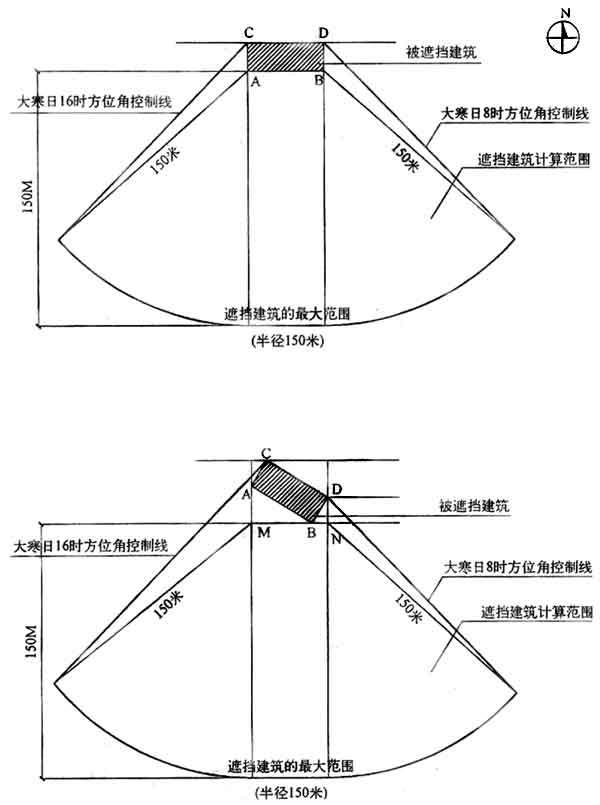 N
C
D
被遮挡建筑
A
B
大寒日16时方位角控制线
大寒日8时方位角控制线
150米
150米
遮挡建筑计算范围
150M
遮挡建筑的最大范围
(半径150米)
C
A
D
被遮挡建筑
M
B
N
大寒日16时方位角控制线
大寒日8时方位角控制线
150米
150米
遮挡建筑计算范围
150M
遮挡建筑的最大范围
(半径150米)